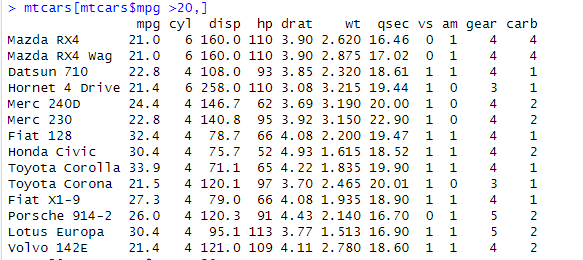 > mtcars[mtcars$mpg >20,]
                mpg cyl  disp  hp drat    wt  qsec vs am gear carb
Mazda RX4      21.0   6 160.0 110 3.90 2.620 16.46  0  1    4    4
Mazda RX4 Wag  21.0   6 160.0 110 3.90 2.875 17.02  0  1    4    4
Datsun 710     22.8   4 108.0  93 3.85 2.320 18.61  1  1    4    1
Hornet 4 Drive 21.4   6 258.0 110 3.08 3.215 19.44  1  0    3    1
Merc 240D      24.4   4 146.7  62 3.69 3.190 20.00  1  0    4    2
Merc 230       22.8   4 140.8  95 3.92 3.150 22.90  1  0    4    2
Fiat 128       32.4   4  78.7  66 4.08 2.200 19.47  1  1    4    1
Honda Civic    30.4   4  75.7  52 4.93 1.615 18.52  1  1    4    2
Toyota Corolla 33.9   4  71.1  65 4.22 1.835 19.90  1  1    4    1
Toyota Corona  21.5   4 120.1  97 3.70 2.465 20.01  1  0    3    1
Fiat X1-9      27.3   4  79.0  66 4.08 1.935 18.90  1  1    4    1
Porsche 914-2  26.0   4 120.3  91 4.43 2.140 16.70  0  1    5    2
Lotus Europa   30.4   4  95.1 113 3.77 1.513 16.90  1  1    5    2
Volvo 142E     21.4   4 121.0 109 4.11 2.780 18.60  1  1    4    2